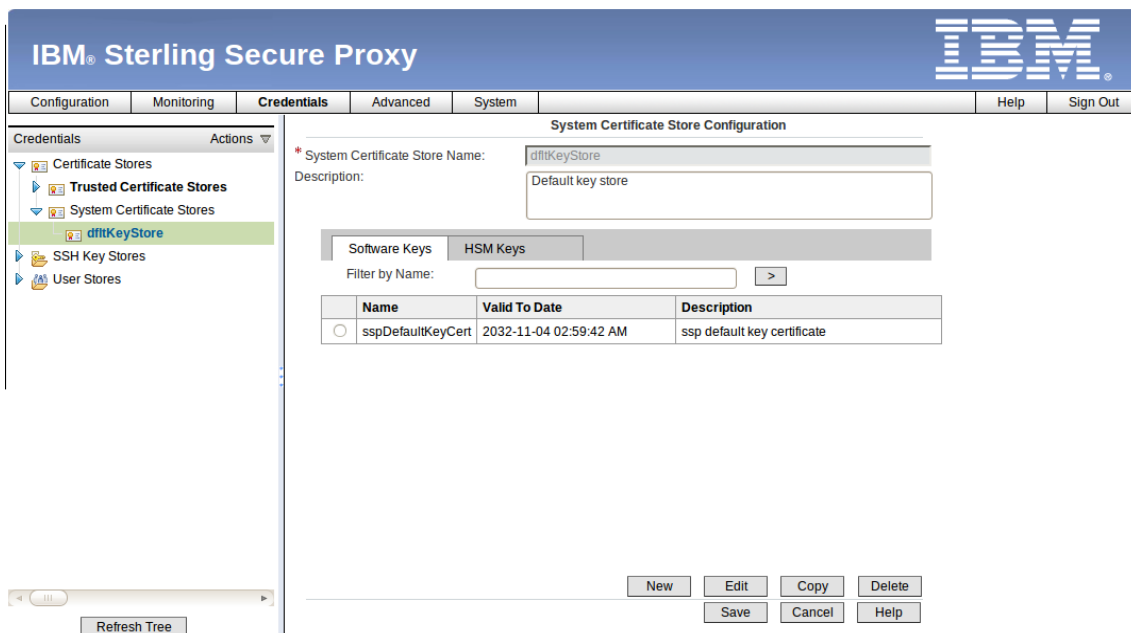 IBM® Sterling Secure Proxy
IBM®
Configuration Monitoring Credentials Advanced System Help Sign Out
Credentials Actions
Certificate Stores
Trusted Certificate Stores
System Certificate Stores
dfltKeyStore
SSH Key Stores
User Stores
Refresh Tree
System Certificate Store Configuration
* System Certificate Store Name: dfltKeyStore
Description: Default key store
Software Keys HSM Keys
Filter by Name: >
Name Valid To Date Description
sspDefaultKeyCert 2032-11-04 02:59:42 AM ssp default key certificate
New Edit Copy Delete
Save Cancel Help